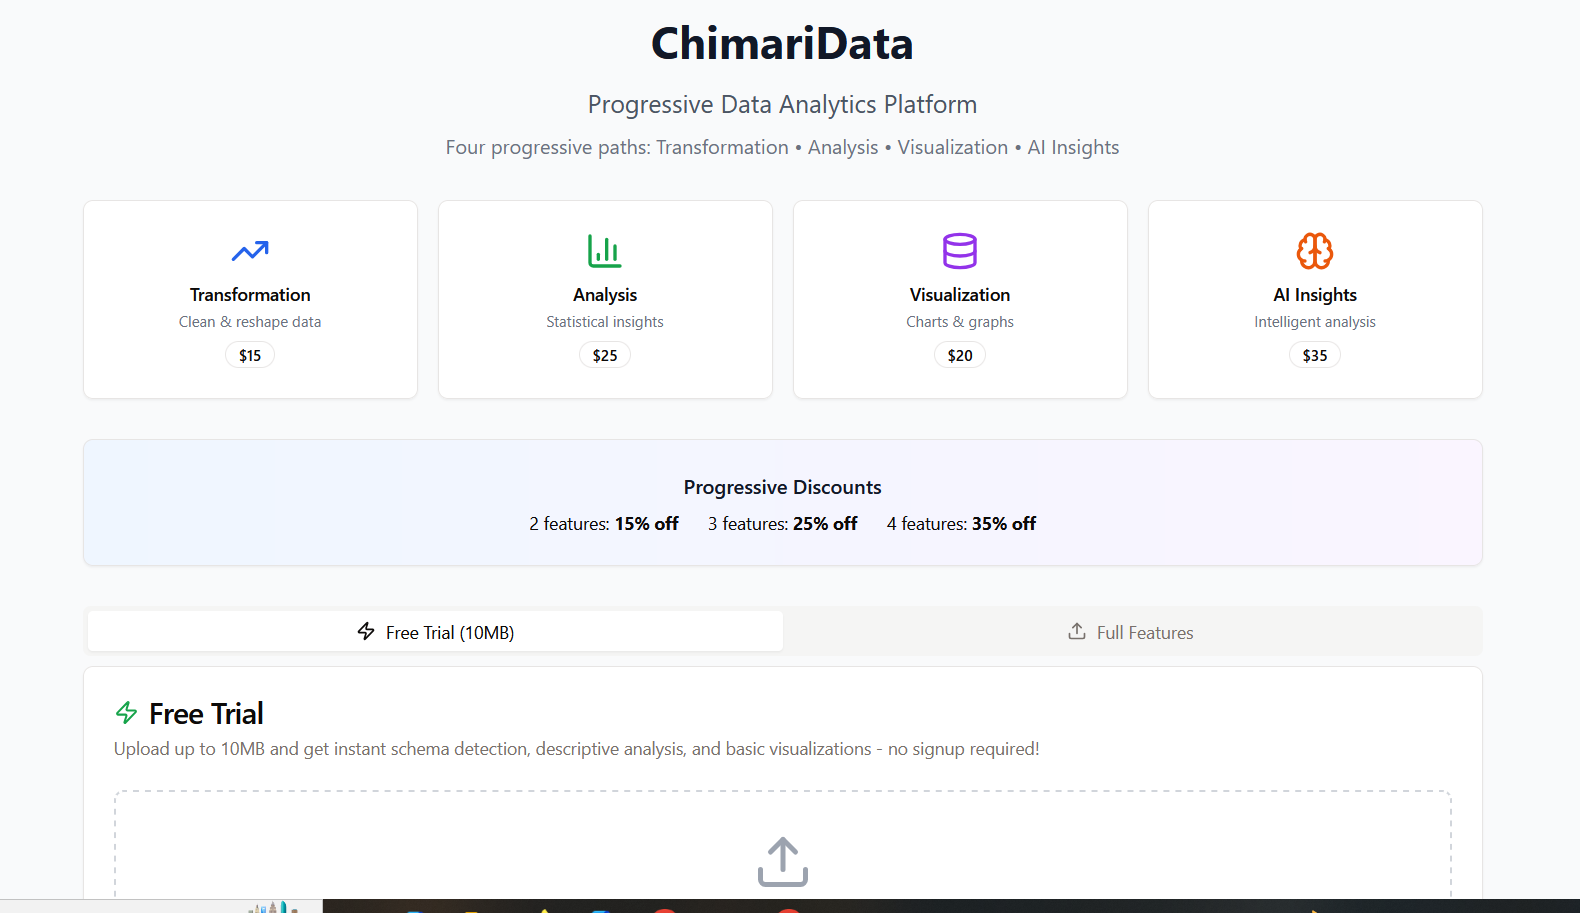 ChimariData
Progressive Data Analytics Platform
Four progressive paths: Transformation • Analysis • Visualization • AI Insights
Transformation
Clean & reshape data
$15
Analysis
Statistical insights
$25
Visualization
Charts & graphs
$20
AI Insights
Intelligent analysis
$35
Progressive Discounts
2 features: 15% off 3 features: 25% off 4 features: 35% off
Free Trial (10MB)
Full Features
Free Trial
Upload up to 10MB and get instant schema detection, descriptive analysis, and basic visualizations - no signup required!